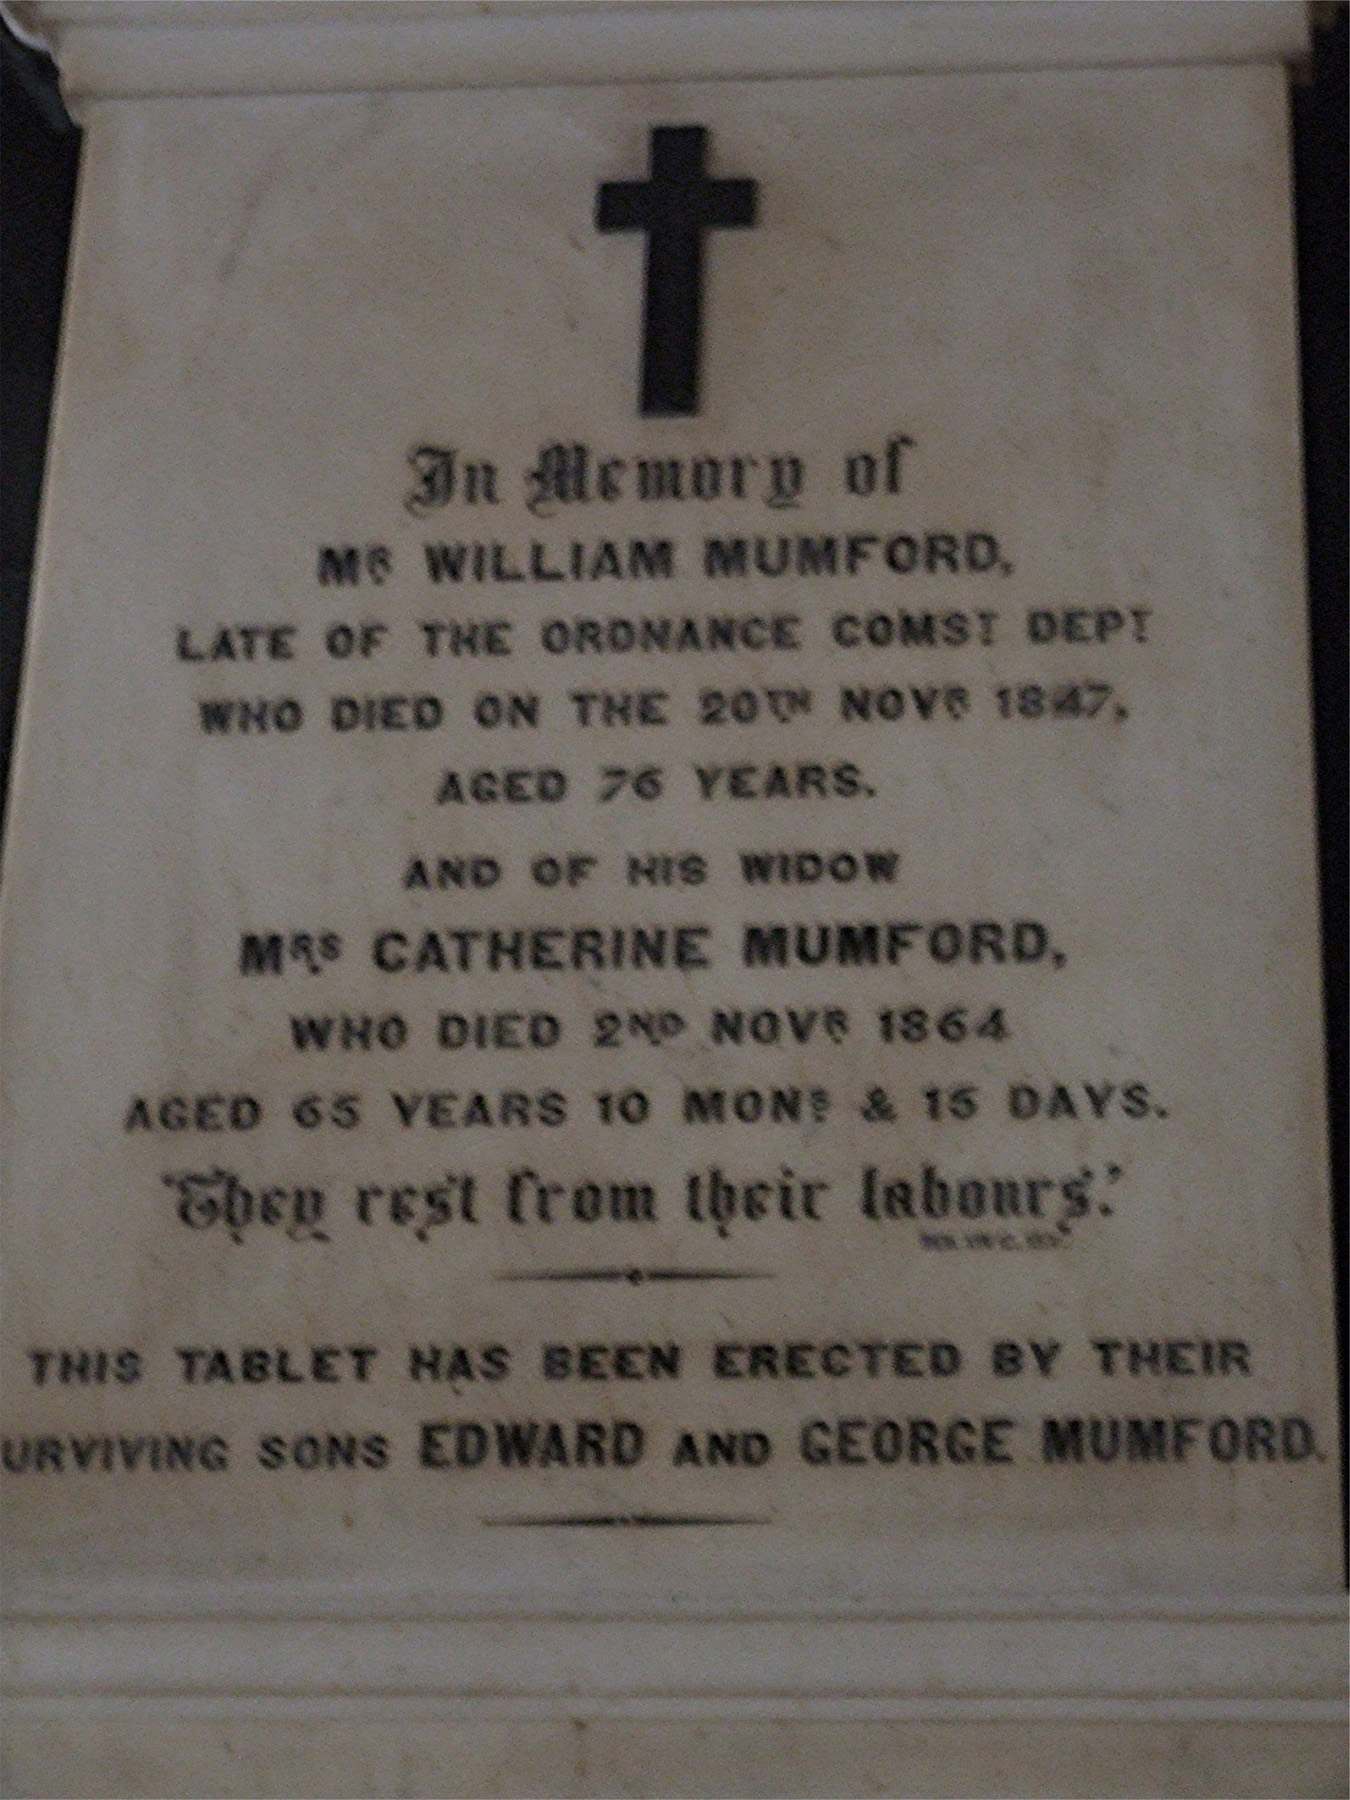 In Memory of
MR WILLIAM MUMFORD,
LATE OF THE ORDNANCE COMST DEPT
WHO DIED ON THE 20TH NOVR 1847,
AGED 76 YEARS.
AND OF HIS WIDOW
MRS CATHERINE MUMFORD,
WHO DIED 2ND NOVR 1864
AGED 65 YEARS 10 MONS & 15 DAYS.
'They rest from their labours.'
THIS TABLET HAS BEEN ERECTED BY THEIR
URVIVING SONS EDWARD AND GEORGE MUMFORD.